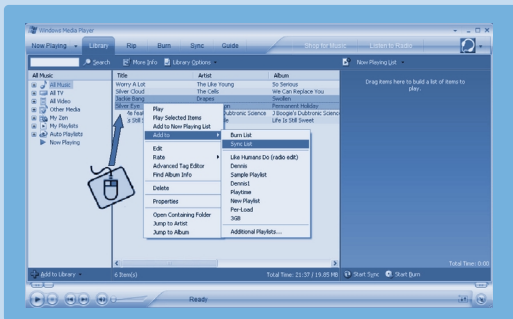 Windows Media Player
Now Playing Library Rip Burn Sync Guide Shop for Music Listen to Radio
Search More Info Library Options Now Playing List
All Music
All Music
All TV
All Video
Other Media
My Zen
My Playlists
Auto Playlists
Now Playing
Title Artist Album
Worry A Lot The Like Young So Serious
Silver Cloud The Cells We Can Replace You
Jackie Bang Drapes Swollen
Silver Eye Permanent Holiday
Dubtronic Science J Boogie's Dubtronic Scienc
s Still Life Is Still Sweet
Play
Play Selected Items
Add to Now Playing List
Add to
Edit
Rate
Advanced Tag Editor
Find Album Info
Delete
Properties
Open Containing Folder
Jump to Artist
Jump to Album
Burn List
Sync List
Like Humans Do (radio edit)
Dennis
Sample Playlist
Dennis1
Playtime
New Playlist
Per-Load
3GB
Additional Playlists...
Drag items here to build a list of items to
play.
Total Time: 0:00
Add to Library 6 Item(s) Total Time: 21:37 / 19.85 MB Start Sync Start Burn
Ready